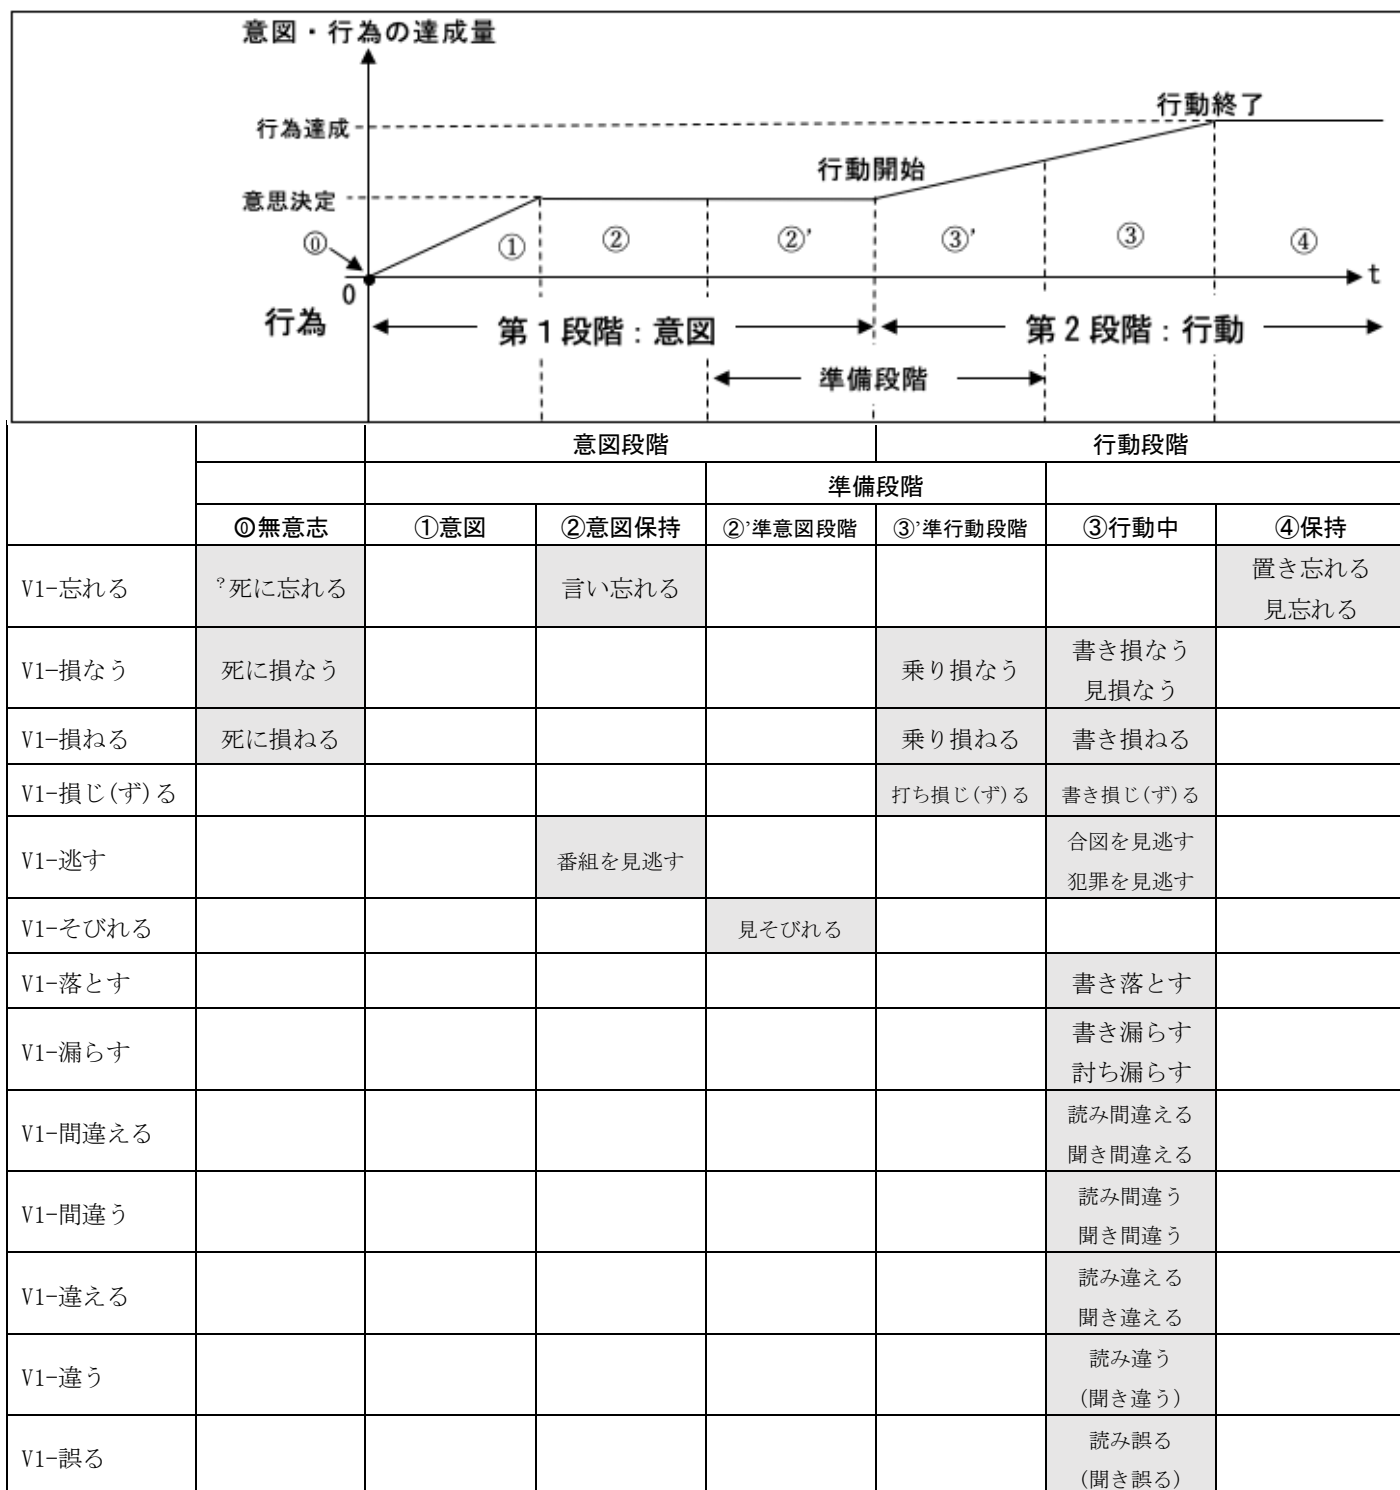 意図・行為の達成量
行動終了
行為達成
行動開始
意思決定
⓪ ① ② ②’ ③’ ③ ④
t
0
行為 第1段階：意図 第2段階：行動
準備段階
意図段階 行動段階
準備段階
⓪無意志 ①意図 ②意図保持 ②’準意図段階 ③’準行動段階 ③行動中 ④保持
V1-忘れる ?死に忘れる 言い忘れる 置き忘れる
見忘れる
V1-損なう 死に損なう 乗り損なう 書き損なう
見損なう
V1-損ねる 死に損ねる 乗り損ねる 書き損ねる
V1-損じ(ず)る 打ち損じ(ず)る 書き損じ(ず)る
V1-逃す 番組を見逃す 合図を見逃す
犯罪を見逃す
V1-そびれる 見そびれる
V1-落とす 書き落とす
V1-漏らす 書き漏らす
討ち漏らす
V1-間違える 読み間違える
聞き間違える
V1-間違う 読み間違う
聞き間違う
V1-違える 読み違える
聞き違える
V1-違う 読み違う
(聞き違う)
V1-誤る 読み誤る
(聞き誤る)